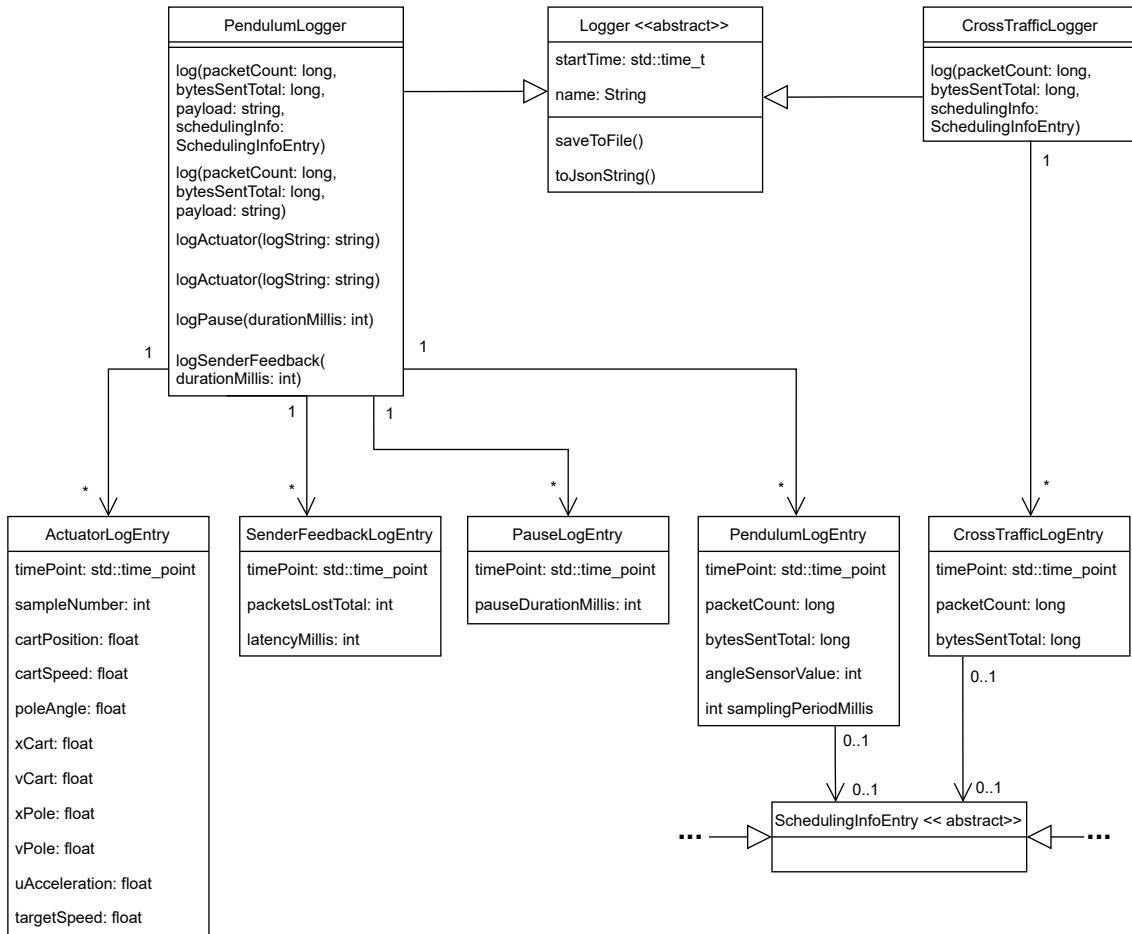 PendulumLogger
log(packetCount: long,
bytesSentTotal: long,
payload: string,
schedulingInfo:
SchedulingInfoEntry)
log(packetCount: long,
bytesSentTotal: long,
payload: string)
logActuator(logString: string)
logActuator(logString: string)
logPause(durationMillis: int)
logSenderFeedback(
durationMillis: int)
Logger <<abstract>>
startTime: std::time_t
name: String
saveToFile()
toJsonString()
CrossTrafficLogger
log(packetCount: long,
bytesSentTotal: long,
schedulingInfo:
SchedulingInfoEntry)
1
1
1
1
1
*
*
*
*
*
ActuatorLogEntry
timePoint: std::time_point
sampleNumber: int
cartPosition: float
cartSpeed: float
poleAngle: float
xCart: float
vCart: float
xPole: float
vPole: float
uAcceleration: float
targetSpeed: float
SenderFeedbackLogEntry
timePoint: std::time_point
packetsLostTotal: int
latencyMillis: int
PauseLogEntry
timePoint: std::time_point
pauseDurationMillis: int
PendulumLogEntry
timePoint: std::time_point
packetCount: long
bytesSentTotal: long
angleSensorValue: int
int samplingPeriodMillis
CrossTrafficLogEntry
timePoint: std::time_point
packetCount: long
bytesSentTotal: long
0..1
0..1
0..1
0..1
SchedulingInfoEntry << abstract>>
...
...